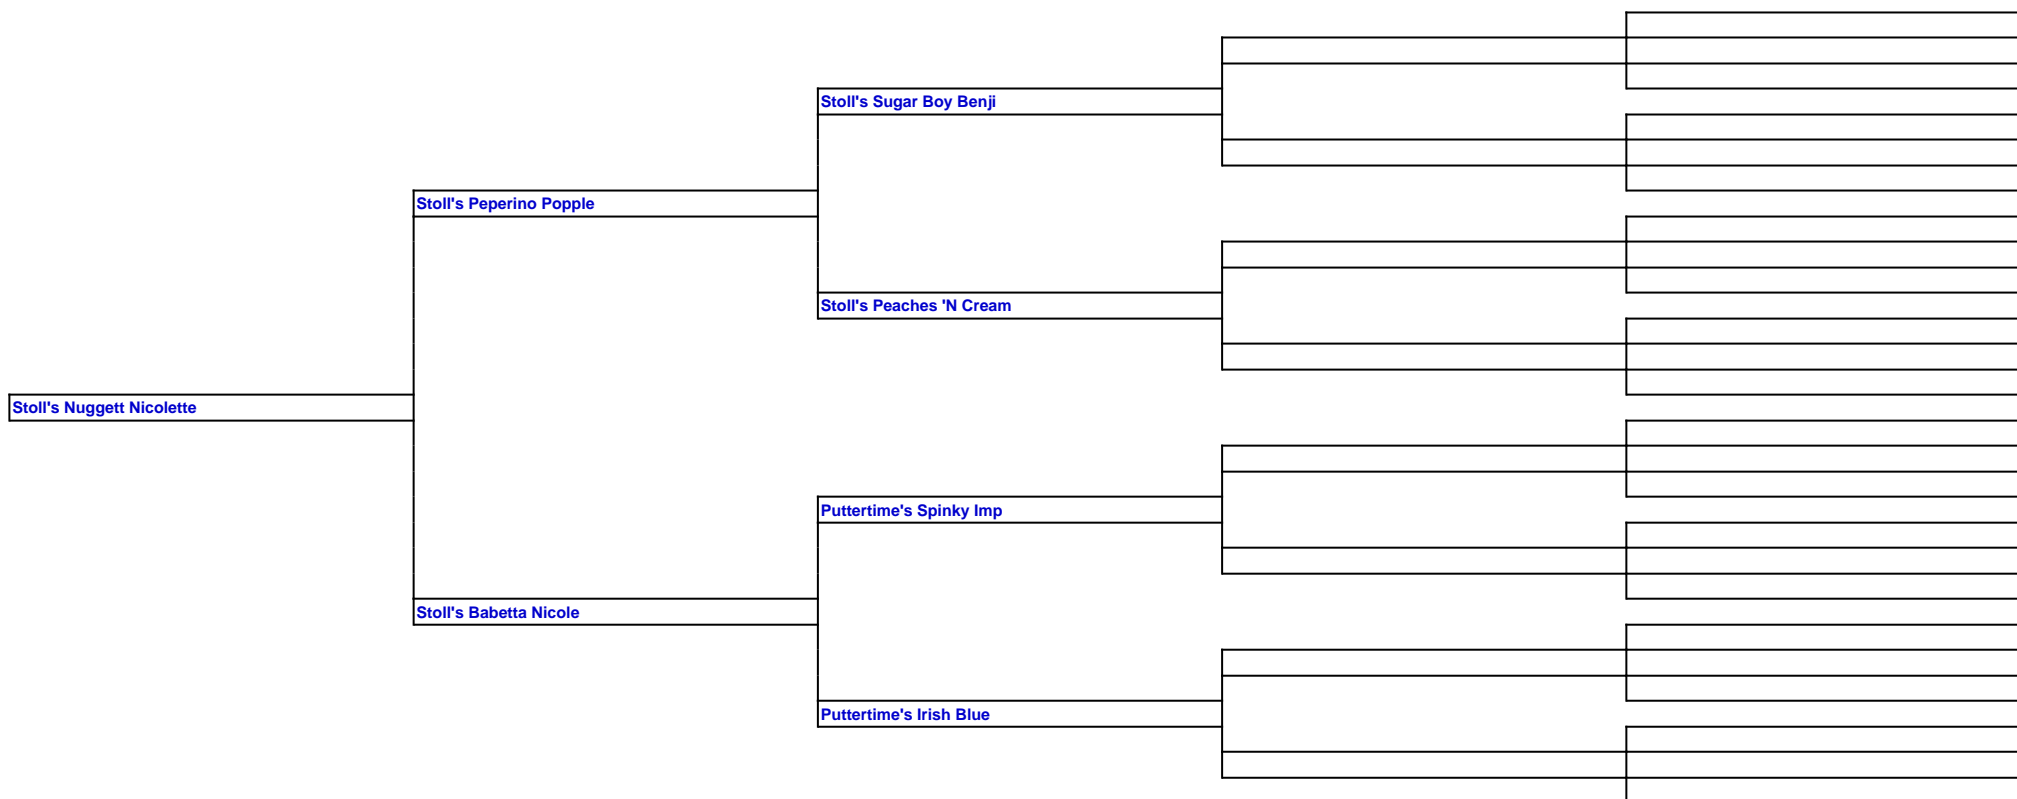 Stoll's Sugar Boy Benji
Stoll's Peperino Popple
Stoll's Peaches 'N Cream
Stoll's Nuggett Nicolette
Puttertime's Spinky Imp
Stoll's Babetta Nicole
Puttertime's Irish Blue